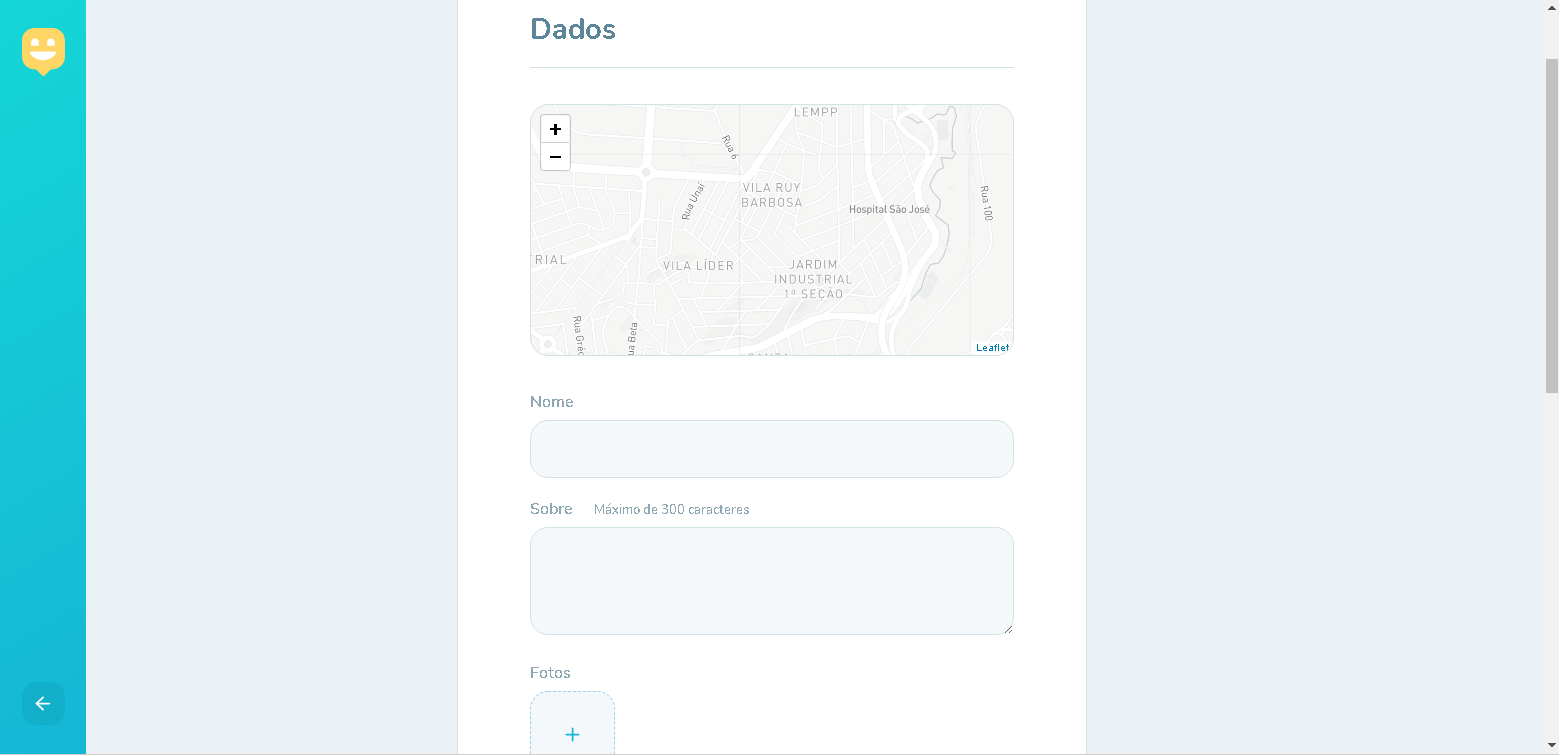 Dados
+
−
LEMPP
Rua 6
VILA RUY
BARBOSA
Rua Unaí
Hospital São José
Rua 100
TRIAL
VILA LÍDER
JARDIM
INDUSTRIAL
1ª SEÇÃO
Rua Gréc
ua Bela
Leaflet
Nome
Sobre Máximo de 300 caracteres
Fotos
+